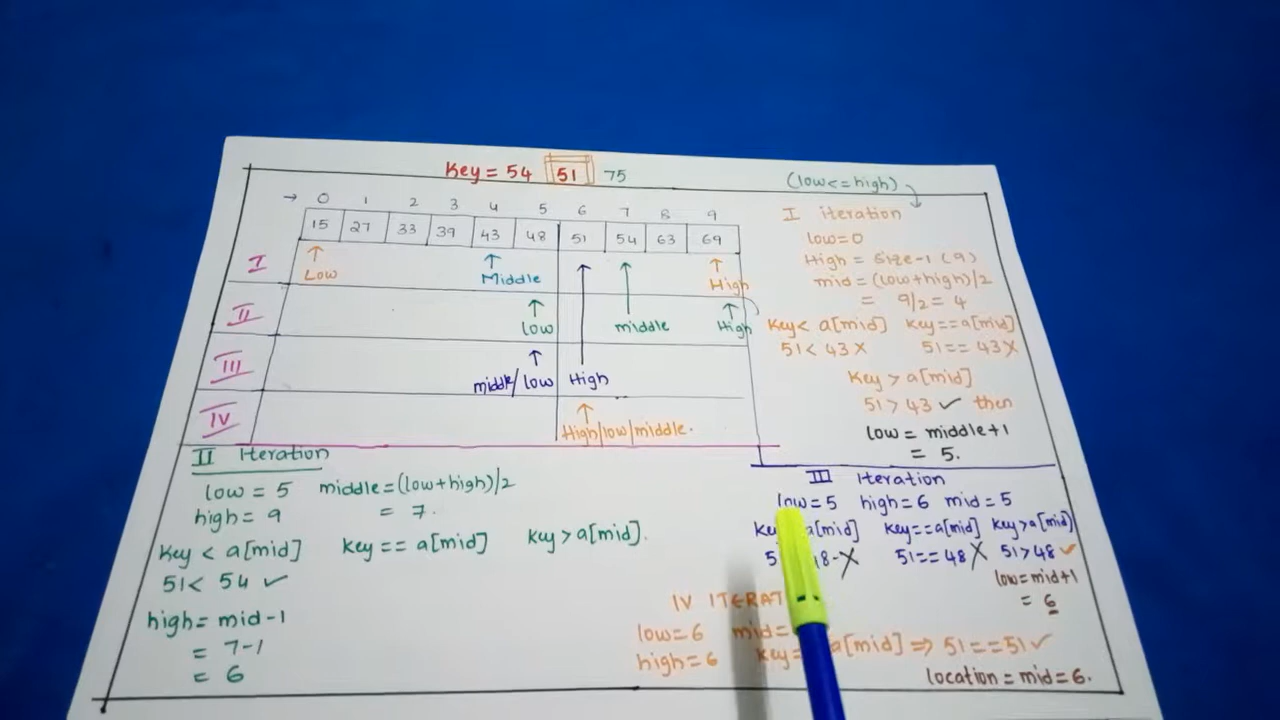 Key = 54 51 75
(low<=high)
→ 0 1 2 3 4 5 6 7 8 9
15 27 33 39 43 48 51 54 63 69
I
Low Middle High
II
low middle High
III
middle/low High
IV
High/low/middle.
I iteration
low=0
High = Size-1 (9)
mid = (low+high)/2
= 9/2 = 4
Key< a[mid] Key==a[mid]
51< 43 X 51== 43X
Key > a[mid]
51 > 43 ✓ then
low = middle+1
= 5.
II Iteration
low = 5 middle=(low+high)/2
high = 9 = 7.
Key < a[mid] Key == a[mid] Key > a[mid].
51 < 54 ✓
high = mid-1
= 7-1
= 6
III Iteration
low=5 high=6 mid=5
a[mid] Key==a[mid] Key>a[mid]
X 51==48 X 51>48 ✓
low=mid+1
= 6
IV
low=6 mid=
high=6 a[mid] ⇒ 51==51 ✓
location = mid = 6.